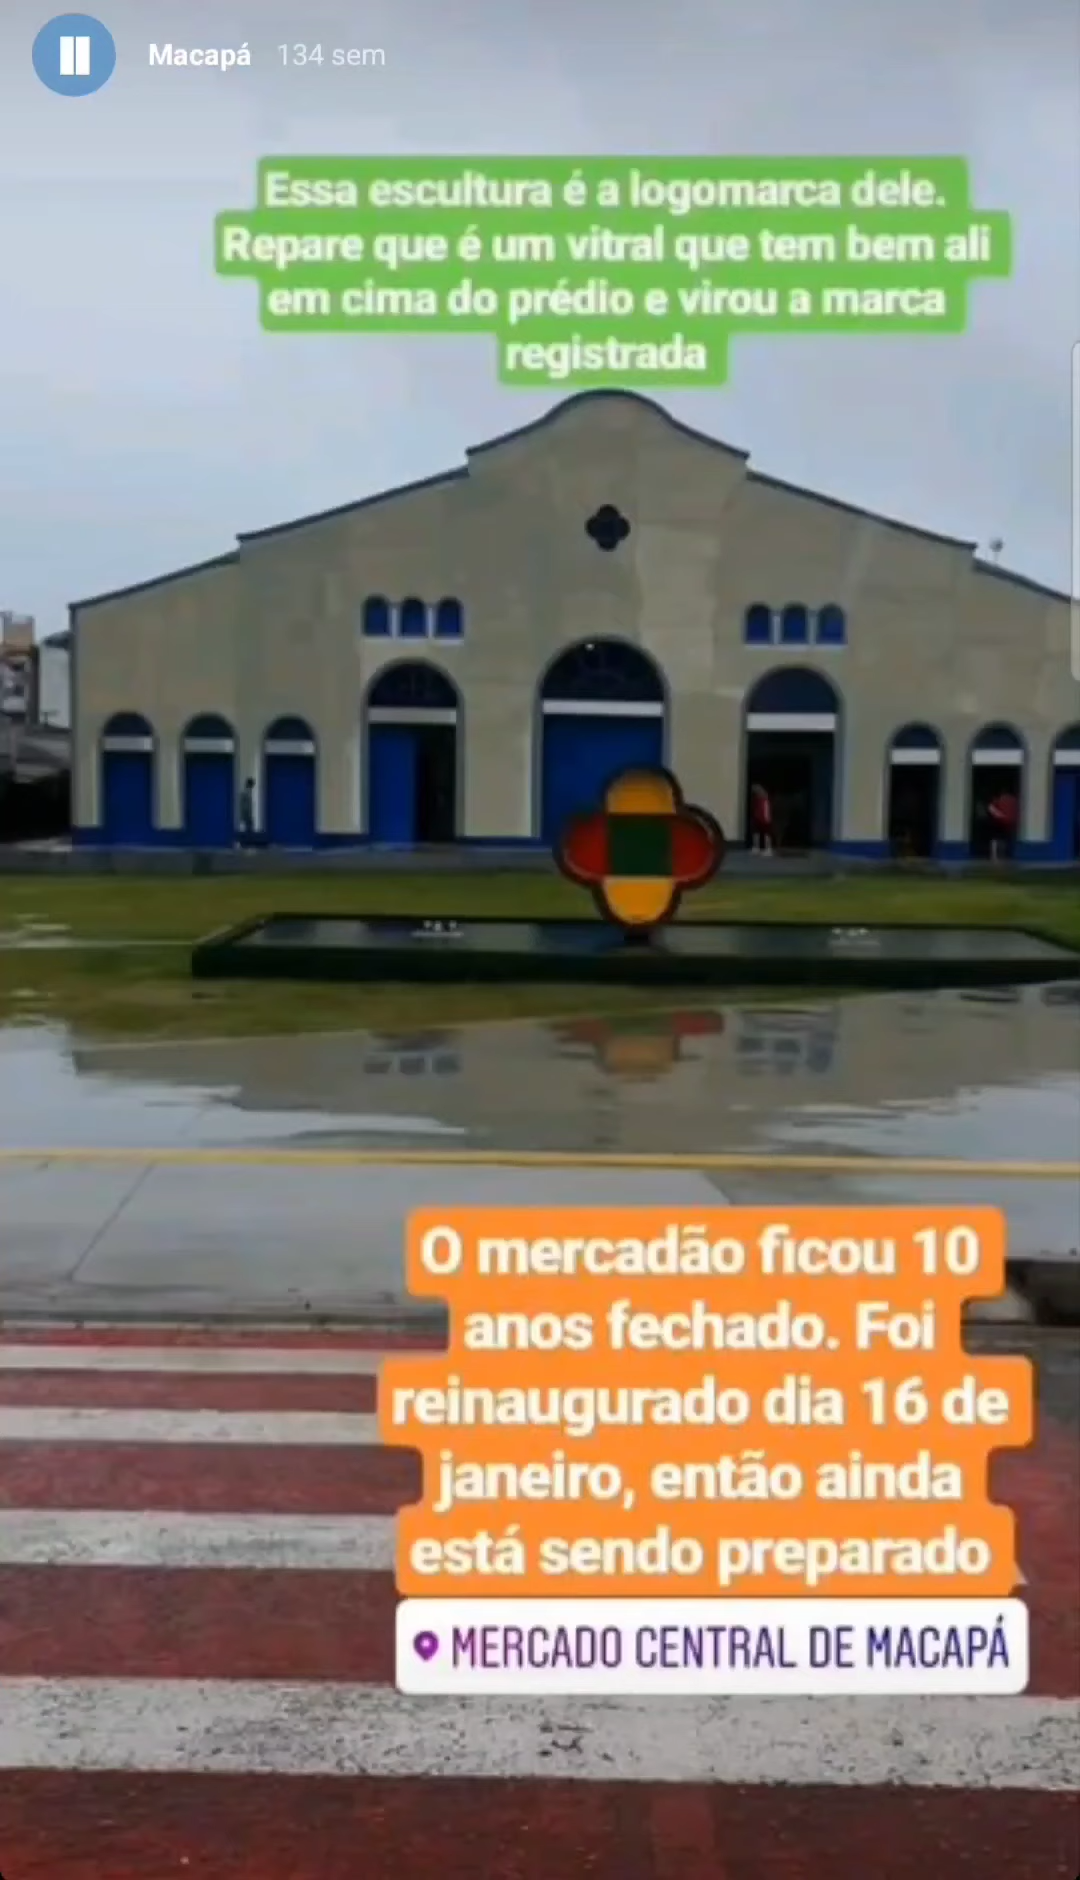 Macapá 134 sem
Essa escultura é a logomarca dele.
Repare que é um vitral que tem bem ali
em cima do prédio e virou a marca
registrada
O mercadão ficou 10
anos fechado. Foi
reinaugurado dia 16 de
janeiro, então ainda
está sendo preparado
MERCADO CENTRAL DE MACAPÁ